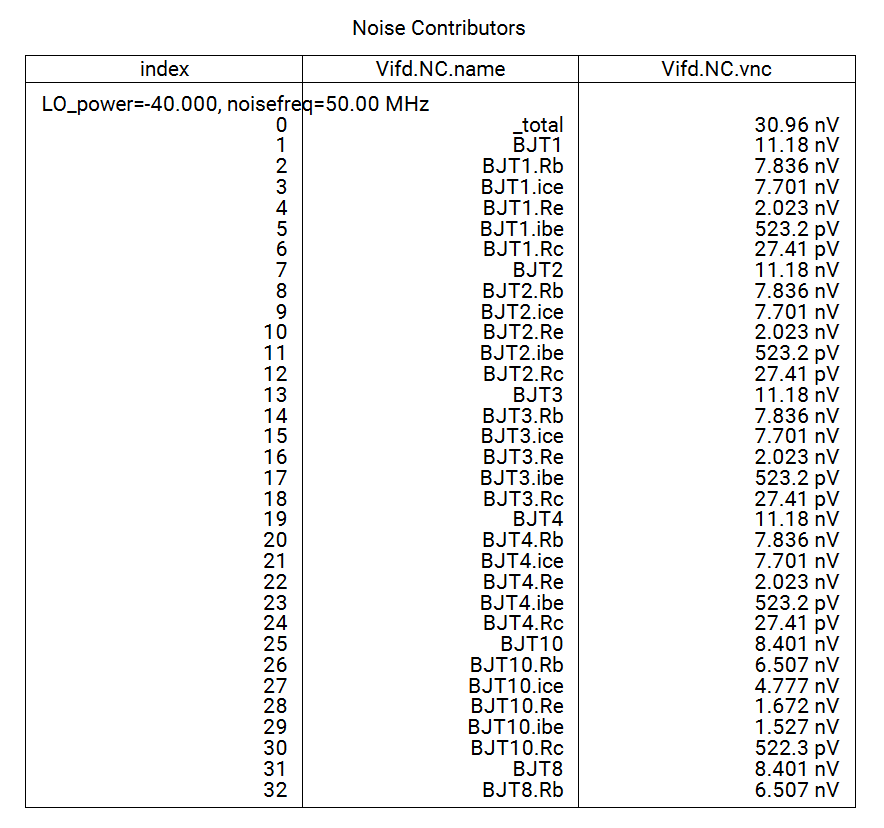 Noise Contributors
index Vifd.NC.name Vifd.NC.vnc
LO_power=-40.000, noisefreq=50.00 MHz
0 _total 30.96 nV
1 BJT1 11.18 nV
2 BJT1.Rb 7.836 nV
3 BJT1.ice 7.701 nV
4 BJT1.Re 2.023 nV
5 BJT1.ibe 523.2 pV
6 BJT1.Rc 27.41 pV
7 BJT2 11.18 nV
8 BJT2.Rb 7.836 nV
9 BJT2.ice 7.701 nV
10 BJT2.Re 2.023 nV
11 BJT2.ibe 523.2 pV
12 BJT2.Rc 27.41 pV
13 BJT3 11.18 nV
14 BJT3.Rb 7.836 nV
15 BJT3.ice 7.701 nV
16 BJT3.Re 2.023 nV
17 BJT3.ibe 523.2 pV
18 BJT3.Rc 27.41 pV
19 BJT4 11.18 nV
20 BJT4.Rb 7.836 nV
21 BJT4.ice 7.701 nV
22 BJT4.Re 2.023 nV
23 BJT4.ibe 523.2 pV
24 BJT4.Rc 27.41 pV
25 BJT10 8.401 nV
26 BJT10.Rb 6.507 nV
27 BJT10.ice 4.777 nV
28 BJT10.Re 1.672 nV
29 BJT10.ibe 1.527 nV
30 BJT10.Rc 522.3 pV
31 BJT8 8.401 nV
32 BJT8.Rb 6.507 nV